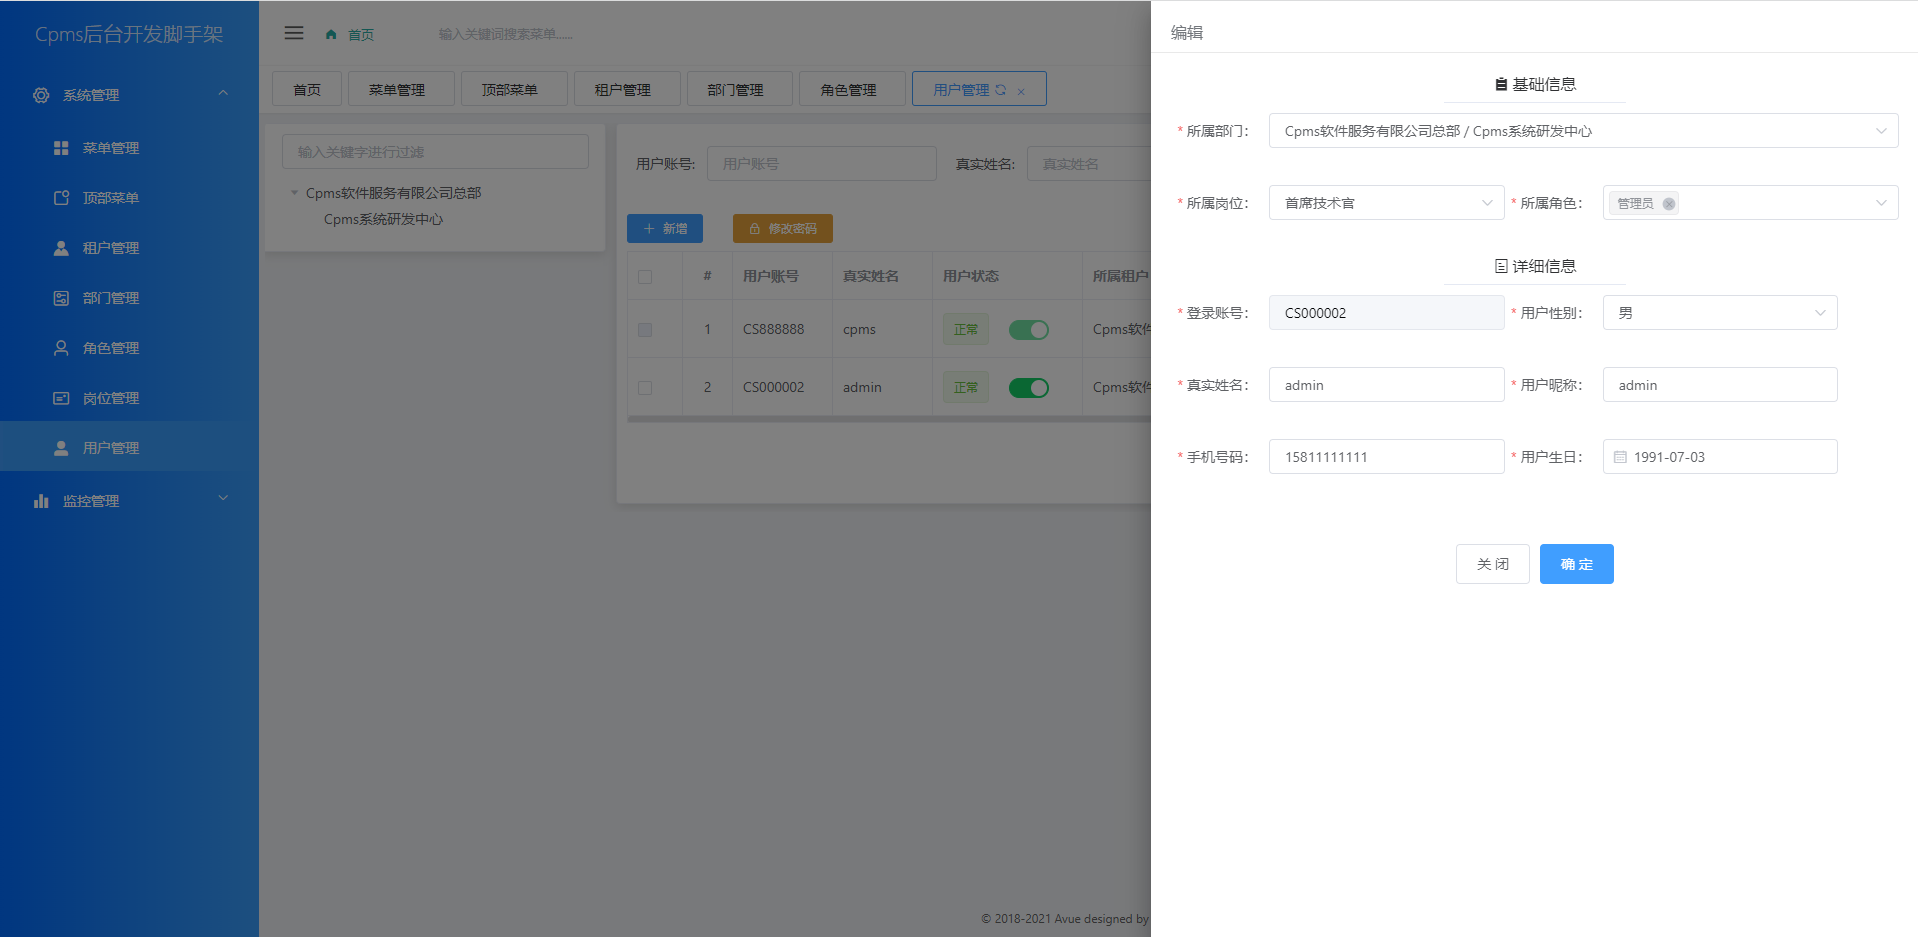 Cpms后台开发脚手架
系统管理
菜单管理
顶部菜单
租户管理
部门管理
角色管理
岗位管理
用户管理
监控管理
首页
输入关键词搜索菜单......
首页 菜单管理 顶部菜单 租户管理 部门管理 角色管理 用户管理
输入关键字进行过滤
Cpms软件服务有限公司总部
Cpms系统研发中心
用户账号: 用户账号 真实姓名: 真实姓名
新增 修改密码
# 用户账号 真实姓名 用户状态 所属租户
1 CS888888 cpms 正常 Cpms软件
2 CS000002 admin 正常 Cpms软件
© 2018-2021 Avue designed by
编辑
基础信息
* 所属部门: Cpms软件服务有限公司总部 / Cpms系统研发中心
* 所属岗位: 首席技术官 * 所属角色: 管理员
详细信息
* 登录账号: CS000002 * 用户性别: 男
* 真实姓名: admin * 用户昵称: admin
* 手机号码: 15811111111 * 用户生日: 1991-07-03
关 闭 确 定